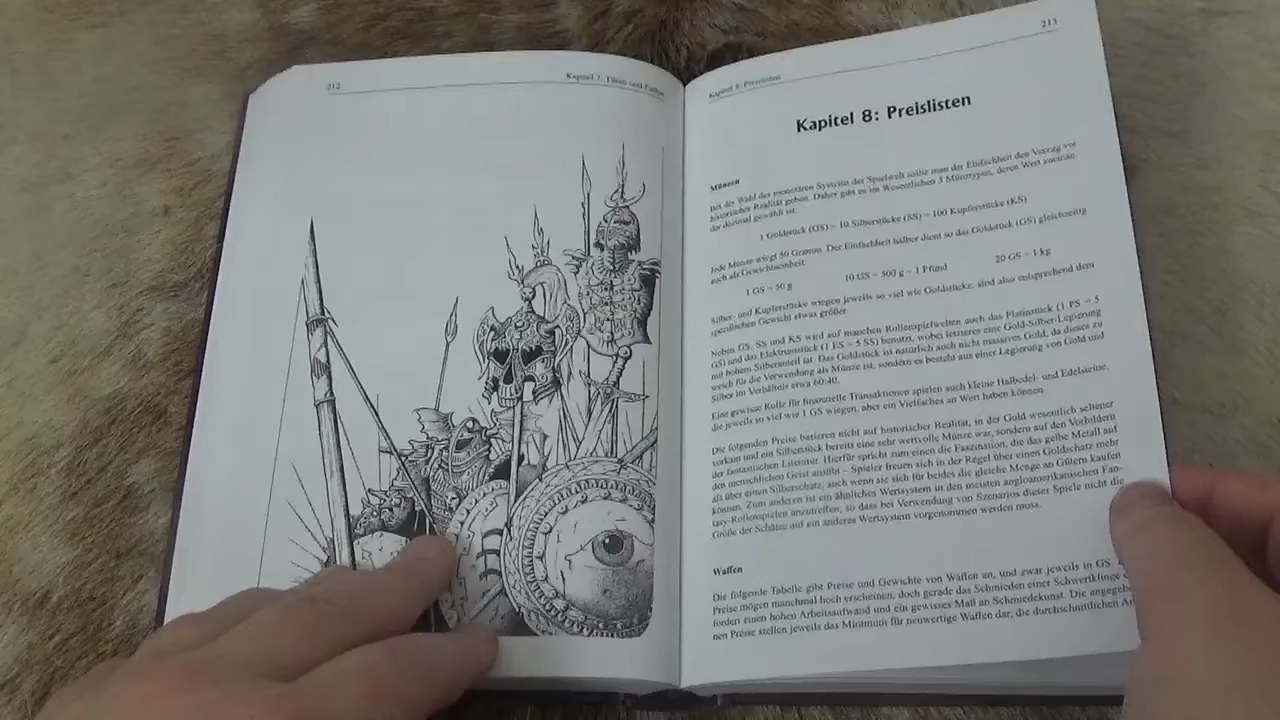 212
Kapitel 7: Türen und Fallen
Kapitel 8: Preislisten
213
Kapitel 8: Preislisten
Münzen
Bei der Wahl des monetären Systems der Spielwelt sollte man der Einfachheit den Vorzug vor
historischer Realität geben. Daher gibt es im Wesentlichen 3 Münztypen, deren Wert zueinan-
der dezimal gewählt ist:
1 Goldstück (GS) = 10 Silberstücke (SS) = 100 Kupferstücke (KS)
Jede Münze wiegt 50 Gramm. Der Einfachheit halber dient so das Goldstück (GS) gleichzeitig
auch als Gewichtseinheit:
1 GS = 50 g
10 GS = 500 g = 1 Pfund
20 GS = 1 kg
Silber- und Kupferstücke wiegen jeweils so viel wie Goldstücke, sind also entsprechend dem
spezifischen Gewicht etwas größer.
Neben GS, SS und KS wird auf manchen Rollenspielwelten auch das Platinstück (1 PS = 5
GS) und das Elektrumstück (1 ES = 5 SS) benutzt, wobei letzteres eine Gold-Silber-Legierung
mit hohem Silberanteil ist. Das Goldstück ist natürlich auch nicht massives Gold, da dieses zu
weich für die Verwendung als Münze ist, sondern es besteht aus einer Legierung von Gold und
Silber im Verhältnis etwa 60:40.
Eine gewisse Rolle für finanzielle Transaktionen spielen auch kleine Halbedel- und Edelsteine,
die jeweils so viel wie 1 GS wiegen, aber ein Vielfaches an Wert haben können.
Die folgenden Preise basieren nicht auf historischer Realität, in der Gold wesentlich seltener
vorkam und ein Silberstück bereits eine sehr wertvolle Münze war, sondern auf den Vorbildern
der fantastischen Literatur. Hierfür spricht zum einen die Faszination, die das gelbe Metall auf
den menschlichen Geist ausübt – Spieler freuen sich in der Regel über einen Goldschatz mehr
als über einen Silberschatz, auch wenn sie sich für beides die gleiche Menge an Gütern kaufen
können. Zum anderen ist ein ähnliches Wertsystem in den meisten angloamerikanischen Fan-
tasy-Rollenspielen anzutreffen, so dass bei Verwendung von Szenarios dieser Spiele nicht die
Größe der Schätze auf ein anderes Wertsystem vorgenommen werden muss.
Waffen
Die folgende Tabelle gibt Preise und Gewichte von Waffen an, und zwar jeweils in GS.
Preise mögen manchmal hoch erscheinen, doch gerade das Schmieden einer Schwertklinge
fordert einen hohen Arbeitsaufwand und ein gewisses Maß an Schmiedekunst. Die angegebe
nen Preise stellen jeweils das Minimum für neuwertige Waffen dar, die durchschnittlichen